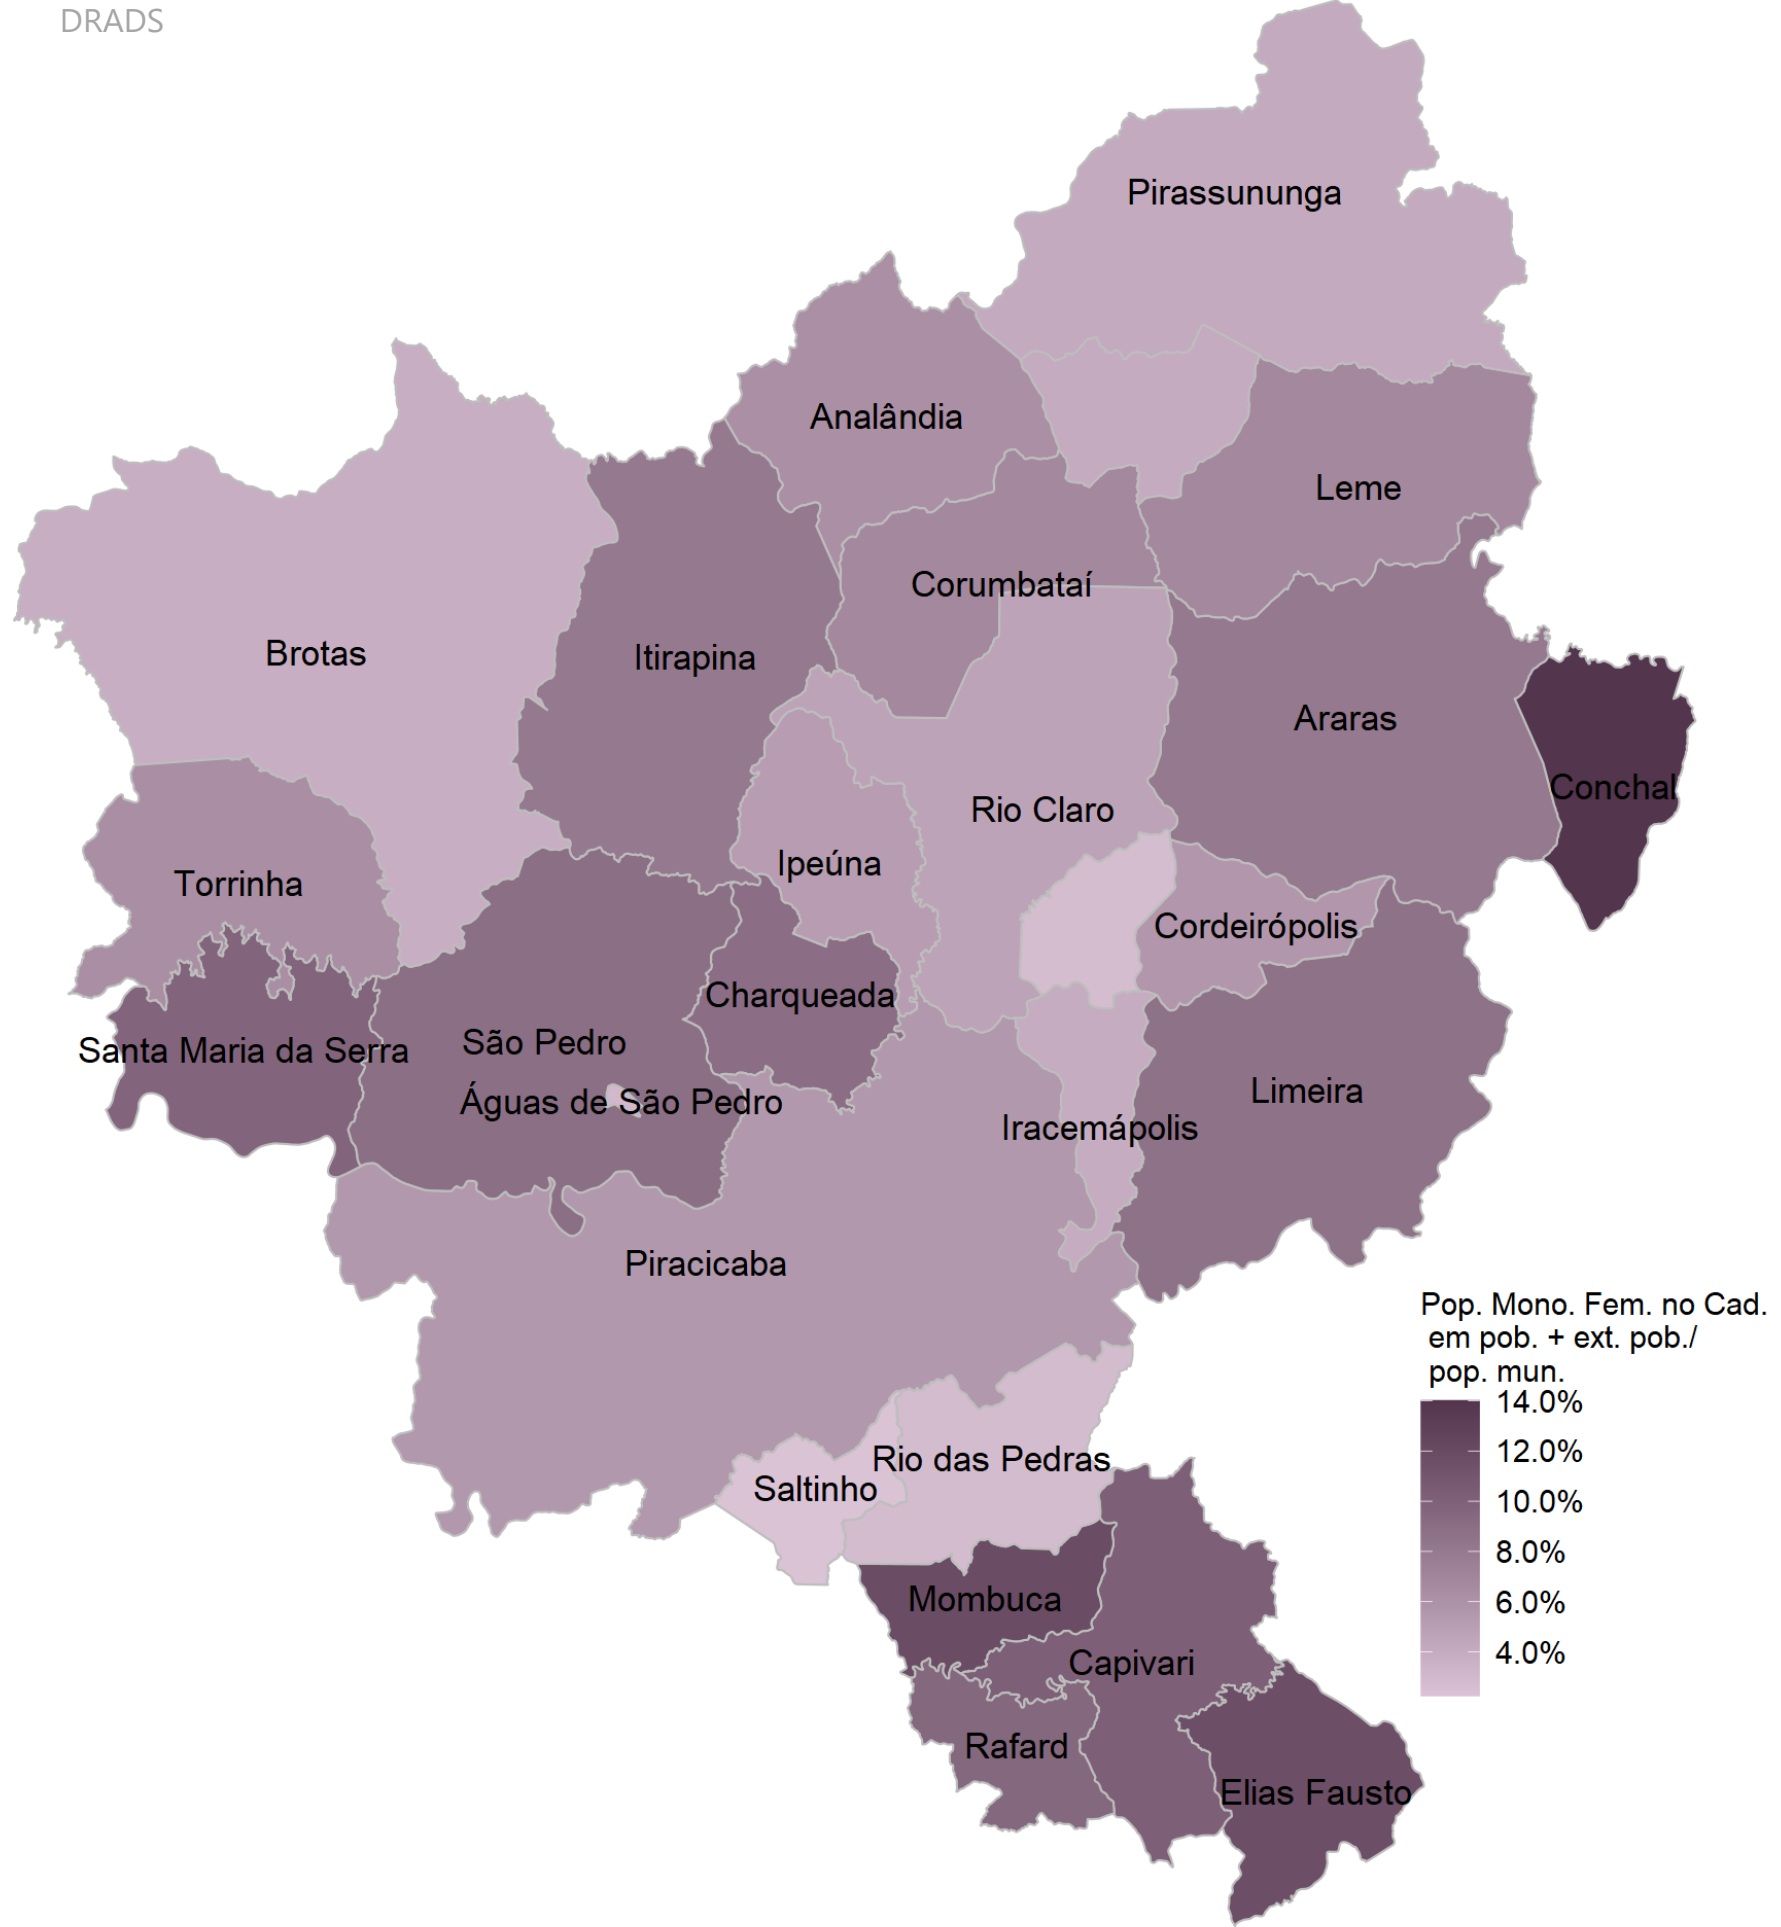 DRADS
Pirassununga
Analândia
Leme
Corumbataí
Brotas
Itirapina
Araras
Conchal
Rio Claro
Ipeúna
Torrinha
Cordeirópolis
Charqueada
São Pedro
Santa Maria da Serra
Limeira
Águas de São Pedro
Iracemápolis
Piracicaba
Pop. Mono. Fem. no Cad.
em pob. + ext. pob./
pop. mun.
14.0%
12.0%
10.0%
8.0%
6.0%
4.0%
Rio das Pedras
Saltinho
Mombuca
Capivari
Rafard
Elias Fausto